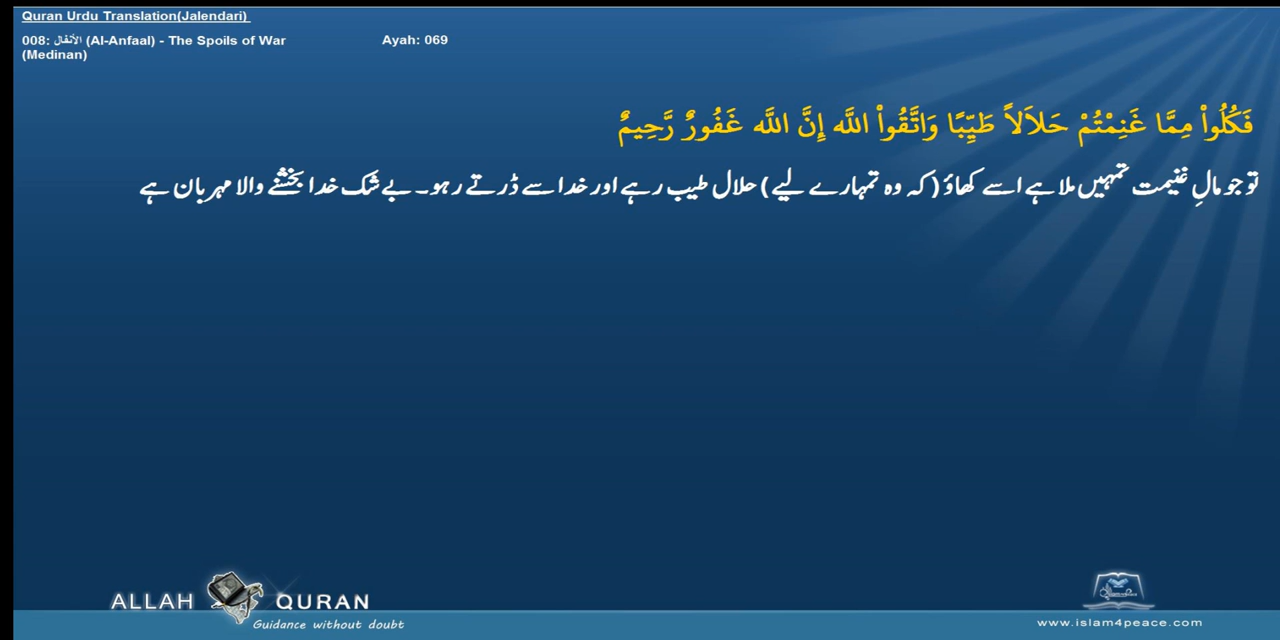 Quran Urdu Translation(Jalendari)
008: الأنفال (Al-Anfaal) - The Spoils of War Ayah: 069
(Medinan)
فَكُلُواْ مِمَّا غَنِمْتُمْ حَلاَلاً طَيِّبًا وَاتَّقُواْ اللّه إِنَّ اللّه غَفُورٌ رَّحِيمٌ
تو جو مالِ غنیمت تمہیں ملا ہے اسے کھاؤ (کہ وہ تمہارے لیے) حلال طیب رہے اور خدا سے ڈرتے رہو۔ بےشک خدا بخشنے والا مہربان ہے
ALLAH QURAN
Guidance without doubt
www.islam4peace.com